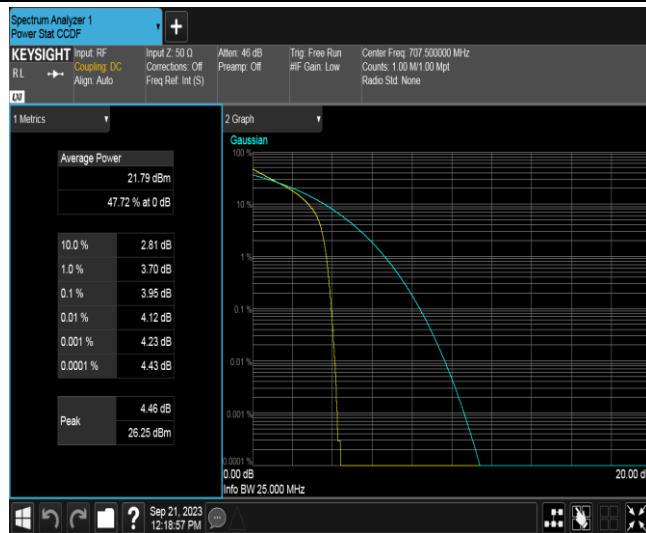 Spectrum Analyzer 1
Power Stat CCDF
+
KEYSIGHT
RL
Input: RF
Coupling: DC
Align: Auto
Input Z: 50 Ω
Corrections: Off
Freq Ref: Int (S)
Atten: 46 dB
Preamp: Off
Trig: Free Run
#IF Gain: Low
Center Freq: 707.500000 MHz
Counts: 1.00 M/1.00 Mpt
Radio Std: None
1 Metrics
Average Power
21.79 dBm
47.72 % at 0 dB
10.0 % 2.81 dB
1.0 % 3.70 dB
0.1 % 3.95 dB
0.01 % 4.12 dB
0.001 % 4.23 dB
0.0001 % 4.43 dB
Peak
4.46 dB
26.25 dBm
2 Graph
Gaussian
100 %
10 %
1 %
0.1 %
0.01 %
0.001 %
0.0001 %
0.00 dB
20.00 d
Info BW 25.000 MHz
?
Sep 21, 2023
12:18:57 PM